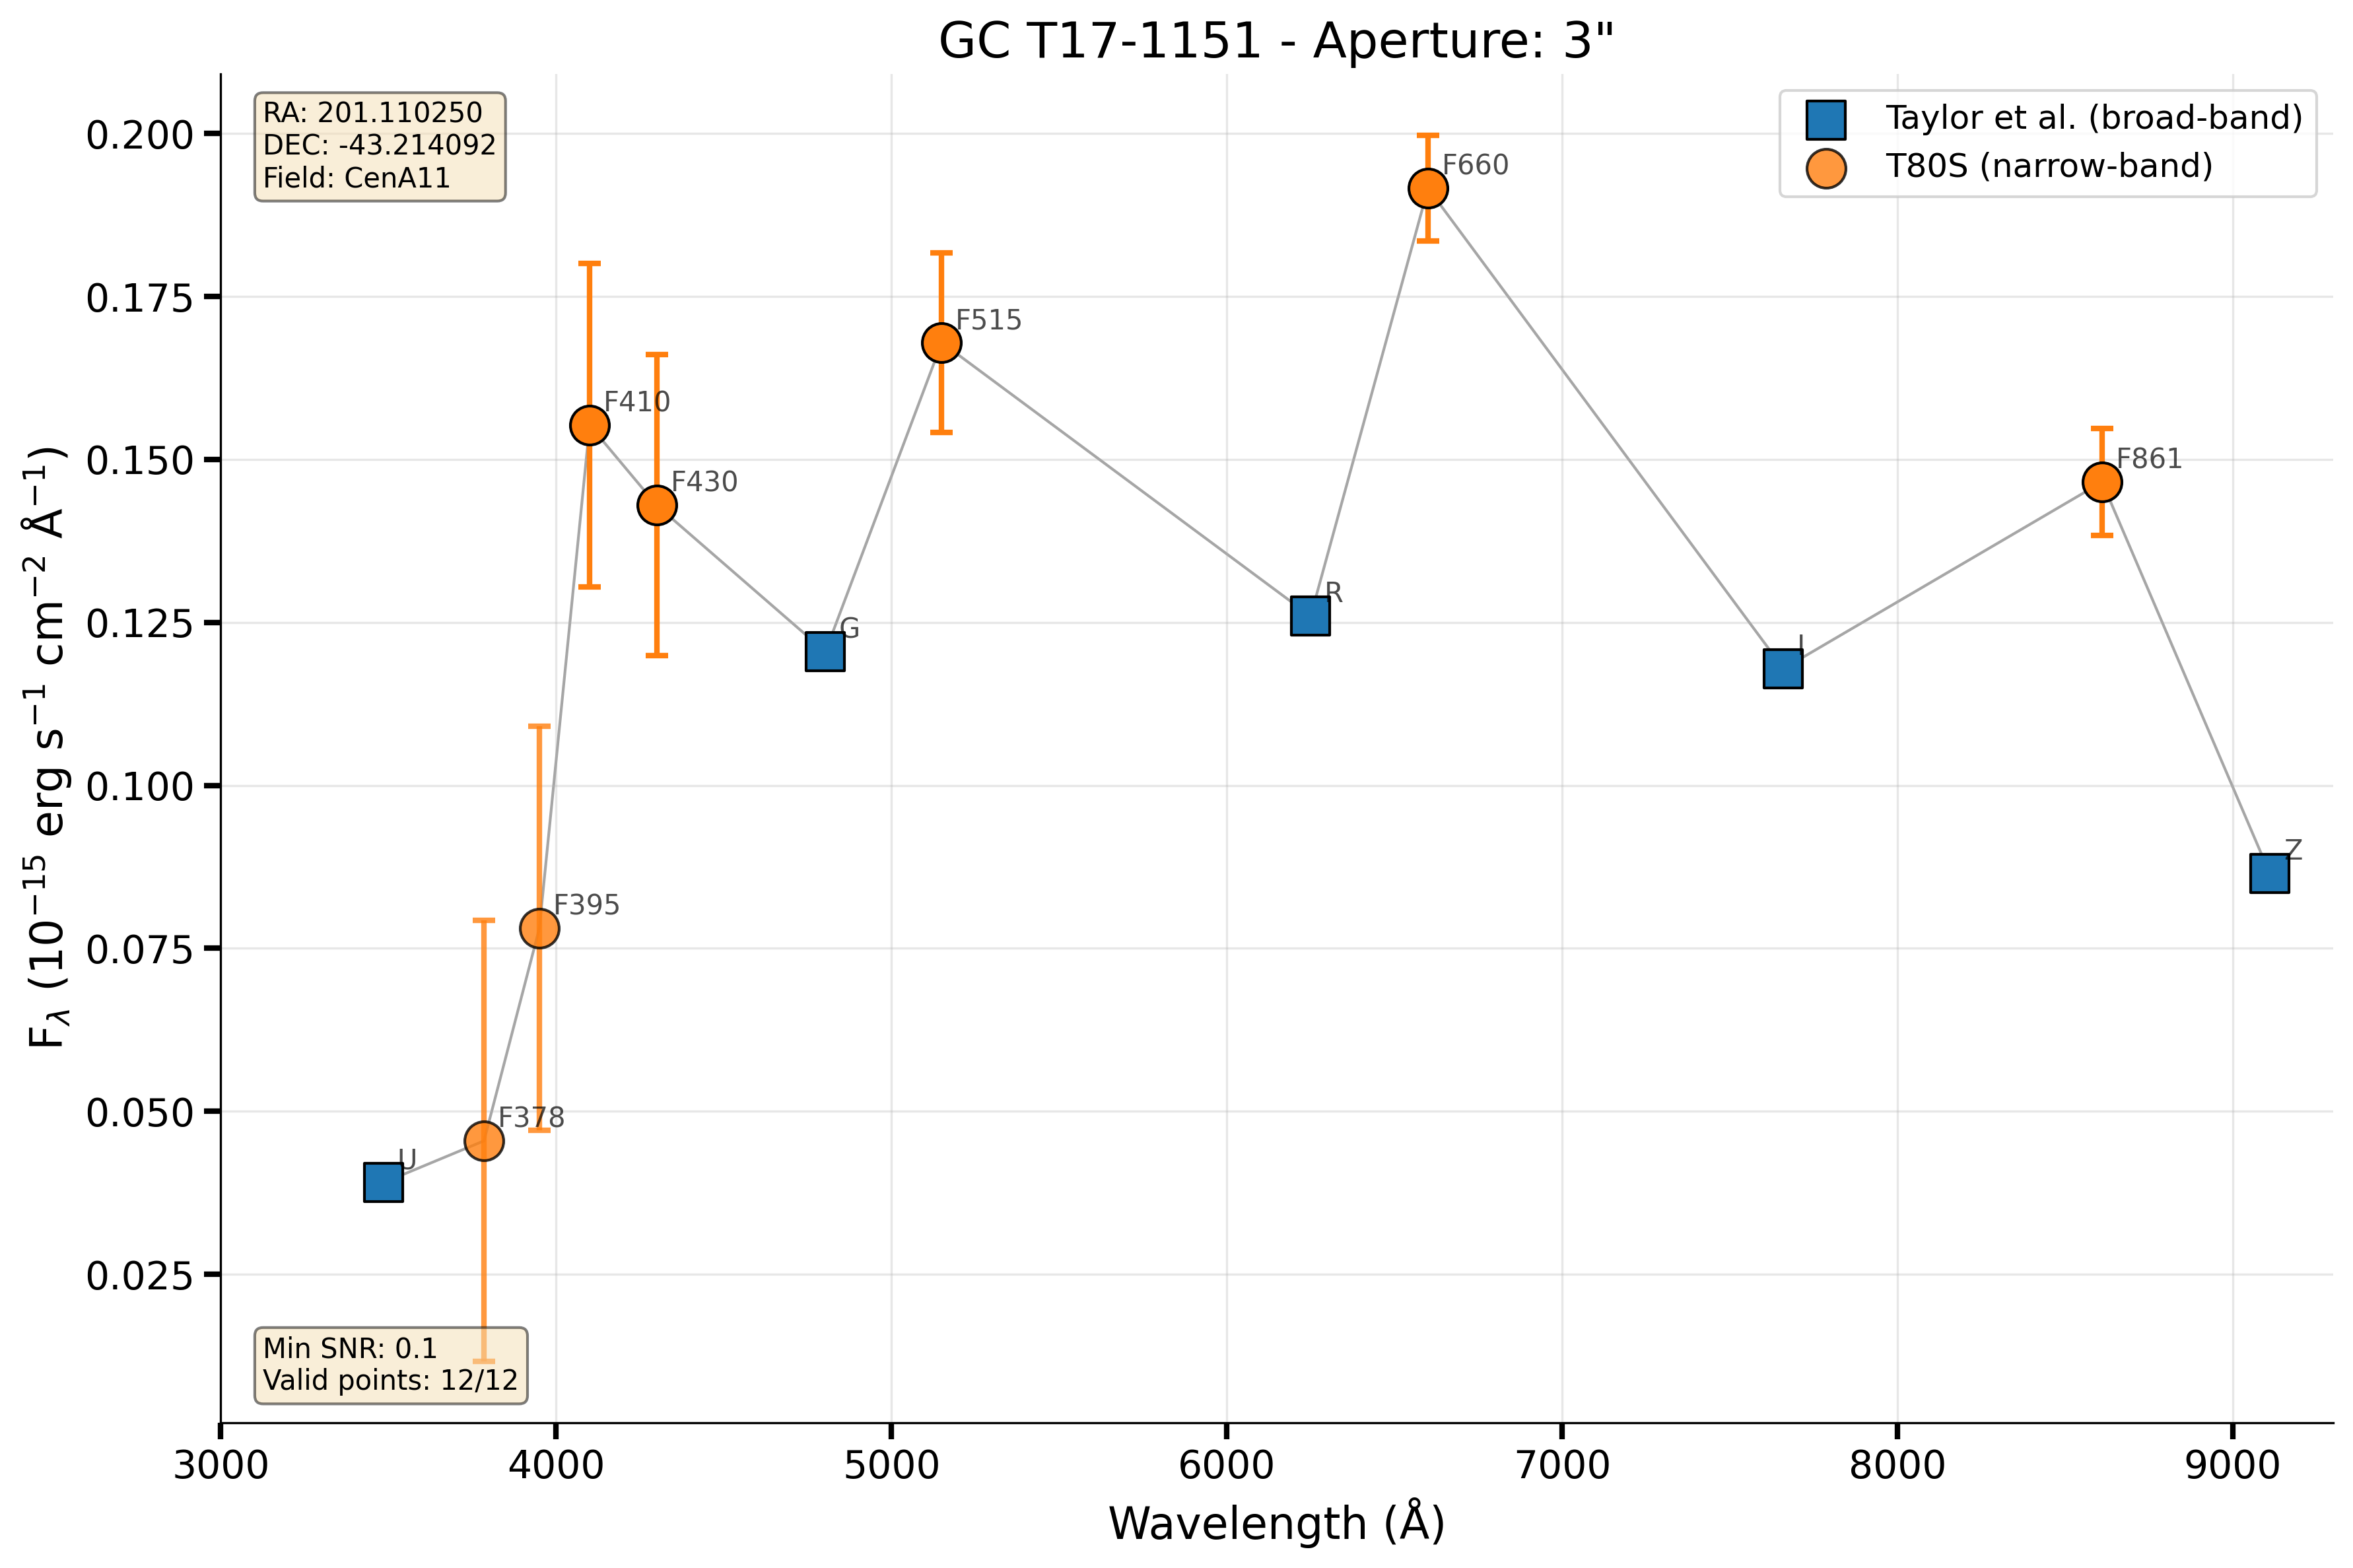 GC T17-1151 - Aperture: 3"
RA: 201.110250
DEC: -43.214092
Field: CenA11
Taylor et al. (broad-band)
T80S (narrow-band)
F660
F515
F410
F430
F861
G
R
I
F395
Z
F378
U
Min SNR: 0.1
Valid points: 12/12
0.200
0.175
0.150
0.125
0.100
0.075
0.050
0.025
F_λ (10⁻¹⁵ erg s⁻¹ cm⁻² Å⁻¹)
3000 4000 5000 6000 7000 8000 9000
Wavelength (Å)